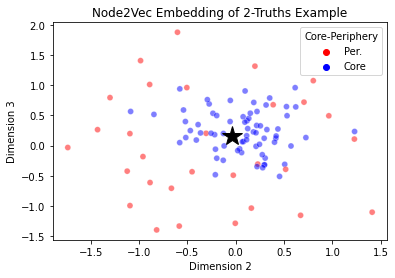 Node2Vec Embedding of 2-Truths Example
Core-Periphery
Per.
Core
Dimension 3
2.0
1.5
1.0
0.5
0.0
−0.5
−1.0
−1.5
−1.5 −1.0 −0.5 0.0 0.5 1.0 1.5
Dimension 2